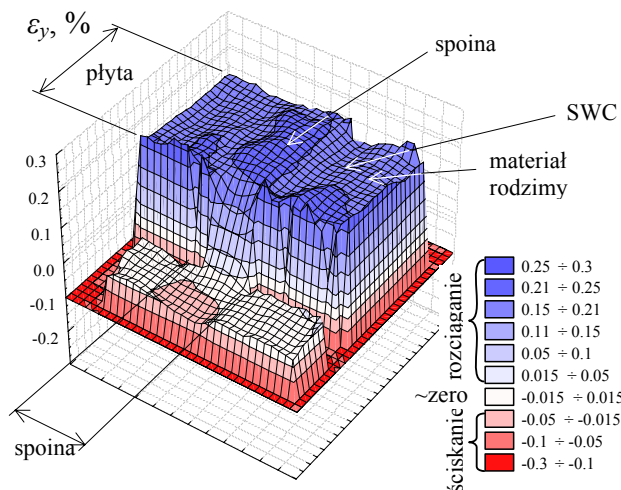 εy, %
płyta
spoina
SWC
materiał
rodzimy
0.3
0.2
0.1
0.0
-0.1
-0.2
spoina
rozciąganie
~zero
ściskanie
0.25 ÷ 0.3
0.21 ÷ 0.25
0.15 ÷ 0.21
0.11 ÷ 0.15
0.05 ÷ 0.1
0.015 ÷ 0.05
-0.015 ÷ 0.015
-0.05 ÷ -0.015
-0.1 ÷ -0.05
-0.3 ÷ -0.1